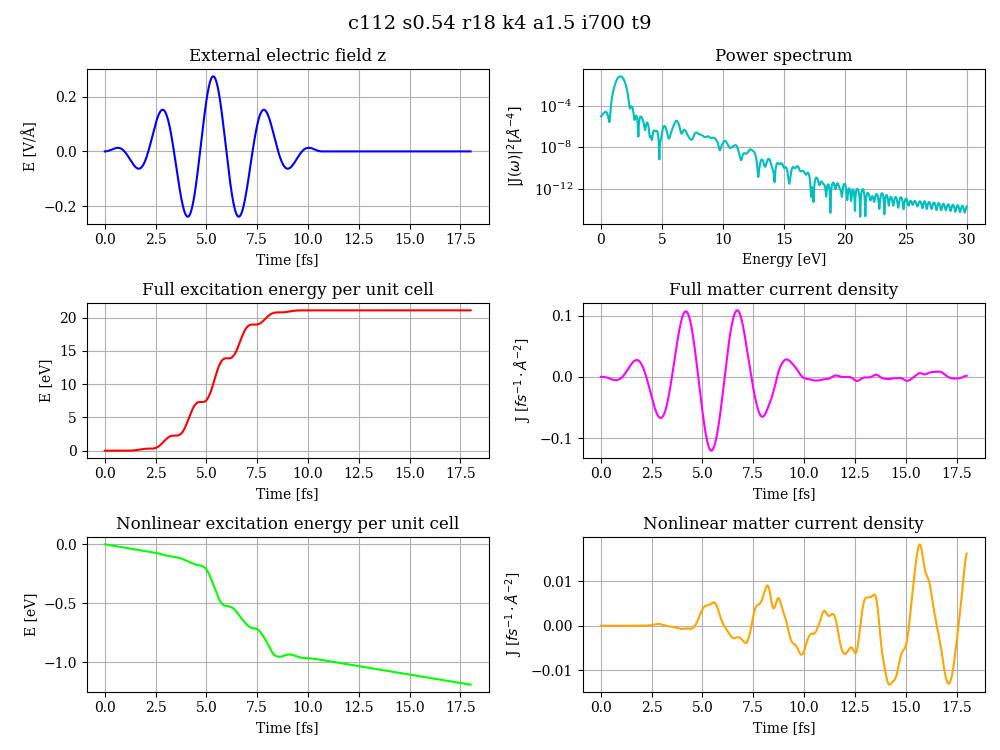 c112 s0.54 r18 k4 a1.5 i700 t9
External electric field z
E [V/Å]
0.2
0.0
−0.2
0.0 2.5 5.0 7.5 10.0 12.5 15.0 17.5
Time [fs]
Power spectrum
|J(ω)|²[Å⁻⁴]
10⁻⁴
10⁻⁸
10⁻¹²
0 5 10 15 20 25 30
Energy [eV]
Full excitation energy per unit cell
E [eV]
20
15
10
5
0
0.0 2.5 5.0 7.5 10.0 12.5 15.0 17.5
Time [fs]
Full matter current density
J [fs⁻¹ · Å⁻²]
0.1
0.0
−0.1
0.0 2.5 5.0 7.5 10.0 12.5 15.0 17.5
Time [fs]
Nonlinear excitation energy per unit cell
E [eV]
0.0
−0.5
−1.0
0.0 2.5 5.0 7.5 10.0 12.5 15.0 17.5
Time [fs]
Nonlinear matter current density
J [fs⁻¹ · Å⁻²]
0.01
0.00
−0.01
0.0 2.5 5.0 7.5 10.0 12.5 15.0 17.5
Time [fs]